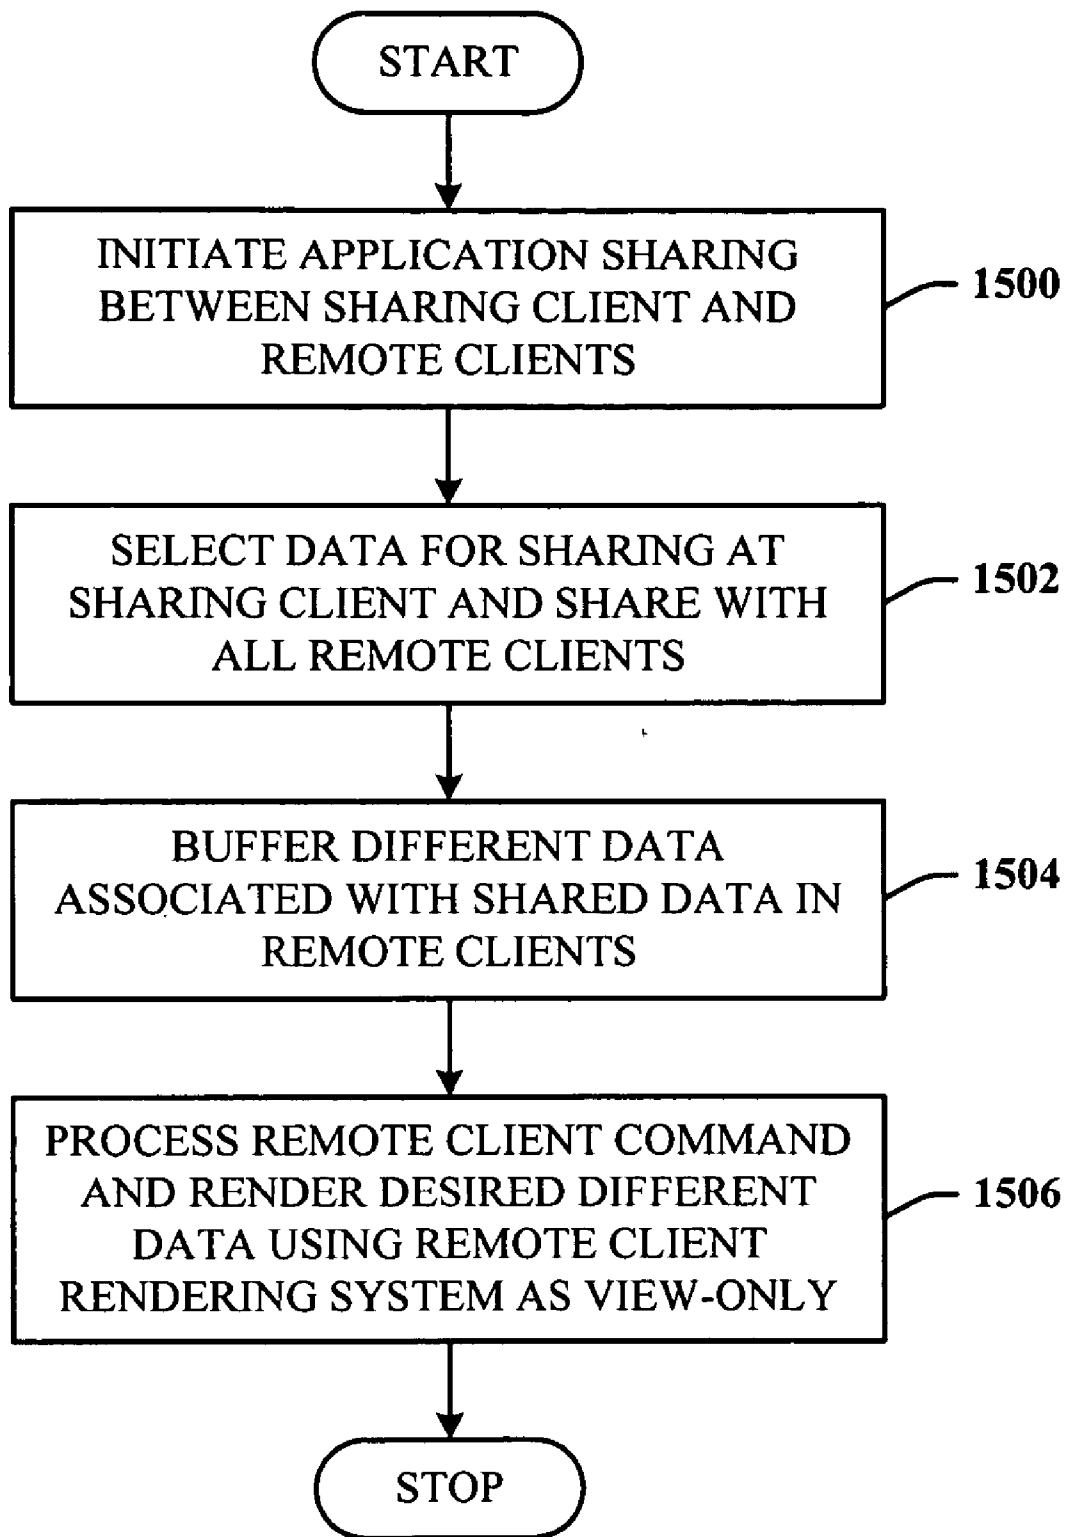 START
INITIATE APPLICATION SHARING
BETWEEN SHARING CLIENT AND
REMOTE CLIENTS
1500
SELECT DATA FOR SHARING AT
SHARING CLIENT AND SHARE WITH
ALL REMOTE CLIENTS
1502
BUFFER DIFFERENT DATA
ASSOCIATED WITH SHARED DATA IN
REMOTE CLIENTS
1504
PROCESS REMOTE CLIENT COMMAND
AND RENDER DESIRED DIFFERENT
DATA USING REMOTE CLIENT
RENDERING SYSTEM AS VIEW-ONLY
1506
STOP